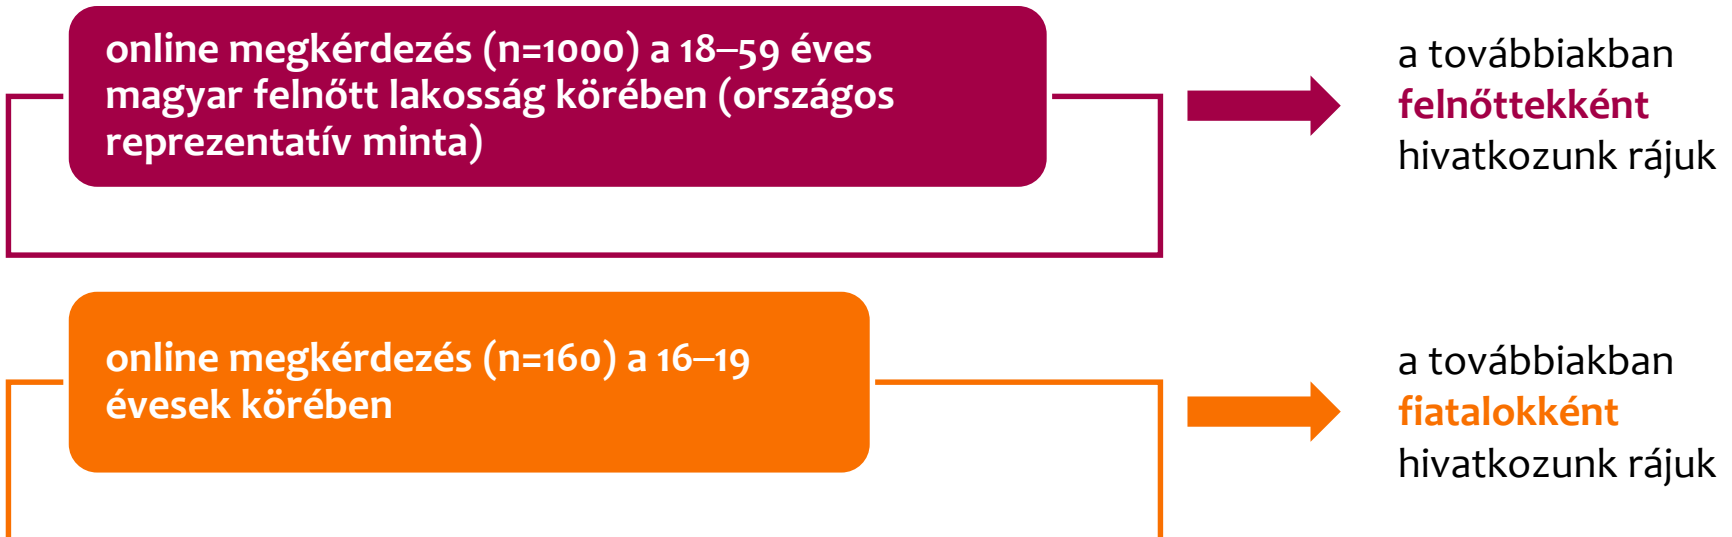 online megkérdezés (n=1000) a 18–59 éves
magyar felnőtt lakosság körében (országos
reprezentatív minta)
a továbbiakban
felnőttekként
hivatkozunk rájuk
online megkérdezés (n=160) a 16–19
évesek körében
a továbbiakban
fiatalokként
hivatkozunk rájuk